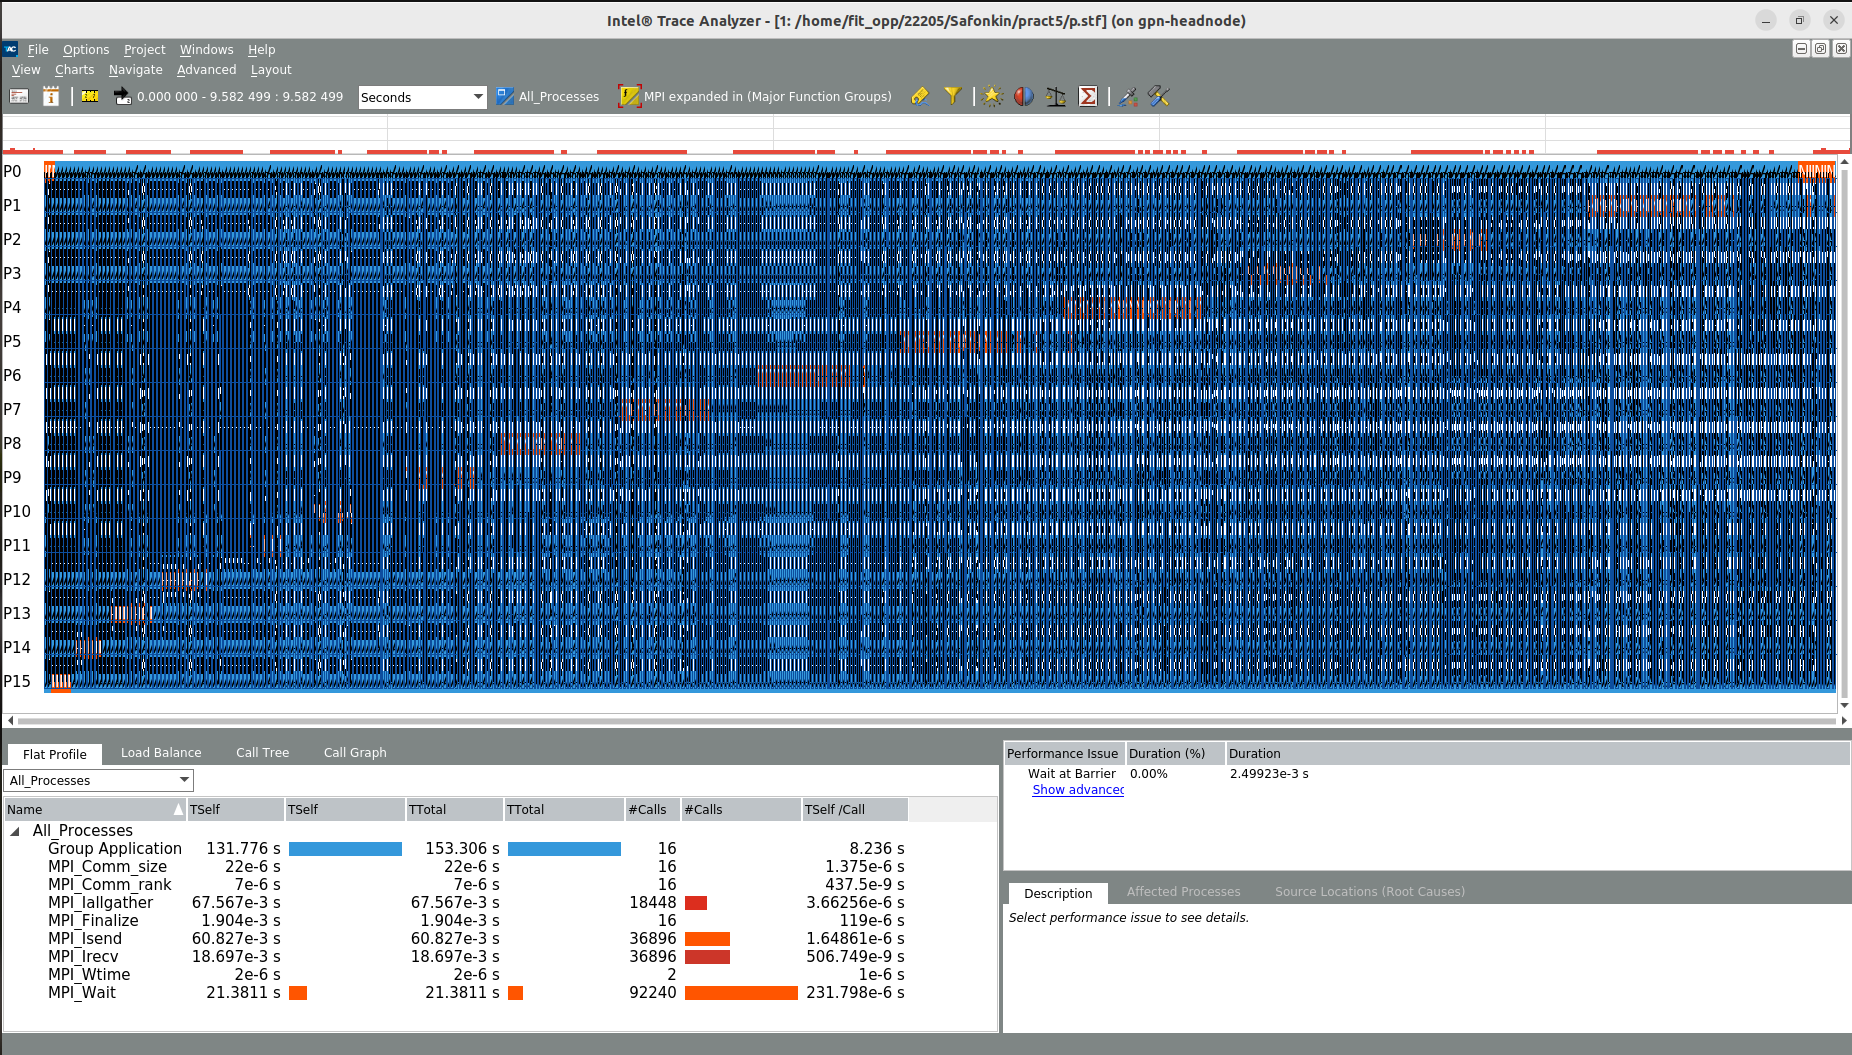 Intel® Trace Analyzer - [1: /home/fit_opp/22205/Safonkin/pract5/p.stf] (on gpn-headnode)
File Options Project Windows Help
View Charts Navigate Advanced Layout
0.000 000 - 9.582 499 : 9.582 499 Seconds All_Processes MPI expanded in (Major Function Groups)
P0
P1
P2
P3
P4
P5
P6
P7
P8
P9
P10
P11
P12
P13
P14
P15
Flat Profile Load Balance Call Tree Call Graph
All_Processes
Name TSelf TSelf TTotal TTotal #Calls #Calls TSelf /Call
All_Processes
Group Application 131.776 s 153.306 s 16 8.236 s
MPI_Comm_size 22e-6 s 22e-6 s 16 1.375e-6 s
MPI_Comm_rank 7e-6 s 7e-6 s 16 437.5e-9 s
MPI_Iallgather 67.567e-3 s 67.567e-3 s 18448 3.66256e-6 s
MPI_Finalize 1.904e-3 s 1.904e-3 s 16 119e-6 s
MPI_Isend 60.827e-3 s 60.827e-3 s 36896 1.64861e-6 s
MPI_Irecv 18.697e-3 s 18.697e-3 s 36896 506.749e-9 s
MPI_Wtime 2e-6 s 2e-6 s 2 1e-6 s
MPI_Wait 21.3811 s 21.3811 s 92240 231.798e-6 s
Performance Issue Duration (%) Duration
Wait at Barrier 0.00% 2.49923e-3 s
Show advanced
Description Affected Processes Source Locations (Root Causes)
Select performance issue to see details.